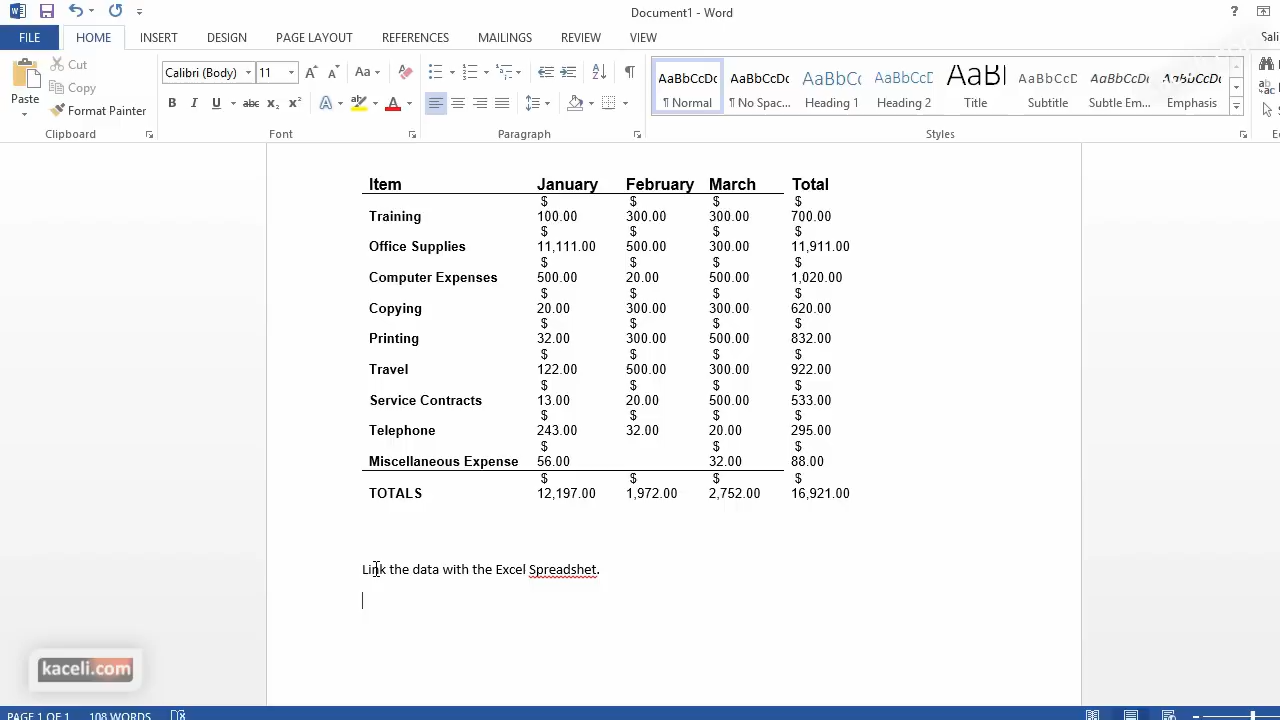 Document1 - Word
?
FILE HOME INSERT DESIGN PAGE LAYOUT REFERENCES MAILINGS REVIEW VIEW Sali
Paste
Cut
Copy
Format Painter
Clipboard
Calibri (Body) 11
Font
Paragraph
AaBbCcDc AaBbCcDc AaBbCc AaBbCcD AaBl AaBbCcD AaBbCcDc AaBbCcDc
¶ Normal ¶ No Spac... Heading 1 Heading 2 Title Subtitle Subtle Em... Emphasis
Styles
Item January February March Total
$ $ $ $
Training 100.00 300.00 300.00 700.00
$ $ $ $
Office Supplies 11,111.00 500.00 300.00 11,911.00
$ $ $ $
Computer Expenses 500.00 20.00 500.00 1,020.00
$ $ $ $
Copying 20.00 300.00 300.00 620.00
$ $ $ $
Printing 32.00 300.00 500.00 832.00
$ $ $ $
Travel 122.00 500.00 300.00 922.00
$ $ $ $
Service Contracts 13.00 20.00 500.00 533.00
$ $ $ $
Telephone 243.00 32.00 20.00 295.00
$ $ $
Miscellaneous Expense 56.00 32.00 88.00
$ $ $ $
TOTALS 12,197.00 1,972.00 2,752.00 16,921.00
Link the data with the Excel Spreadshet.
kaceli.com
PAGE 1 OF 1 108 WORDS